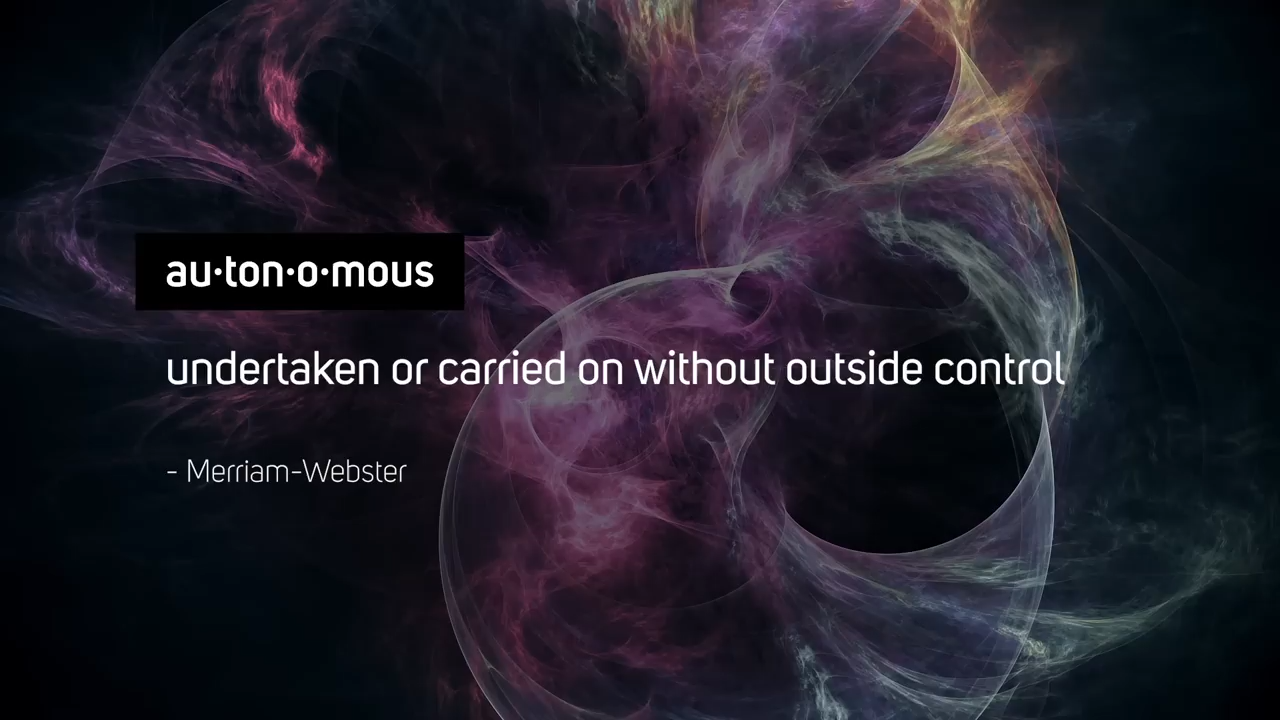 au·ton·o·mous
undertaken or carried on without outside control
- Merriam-Webster